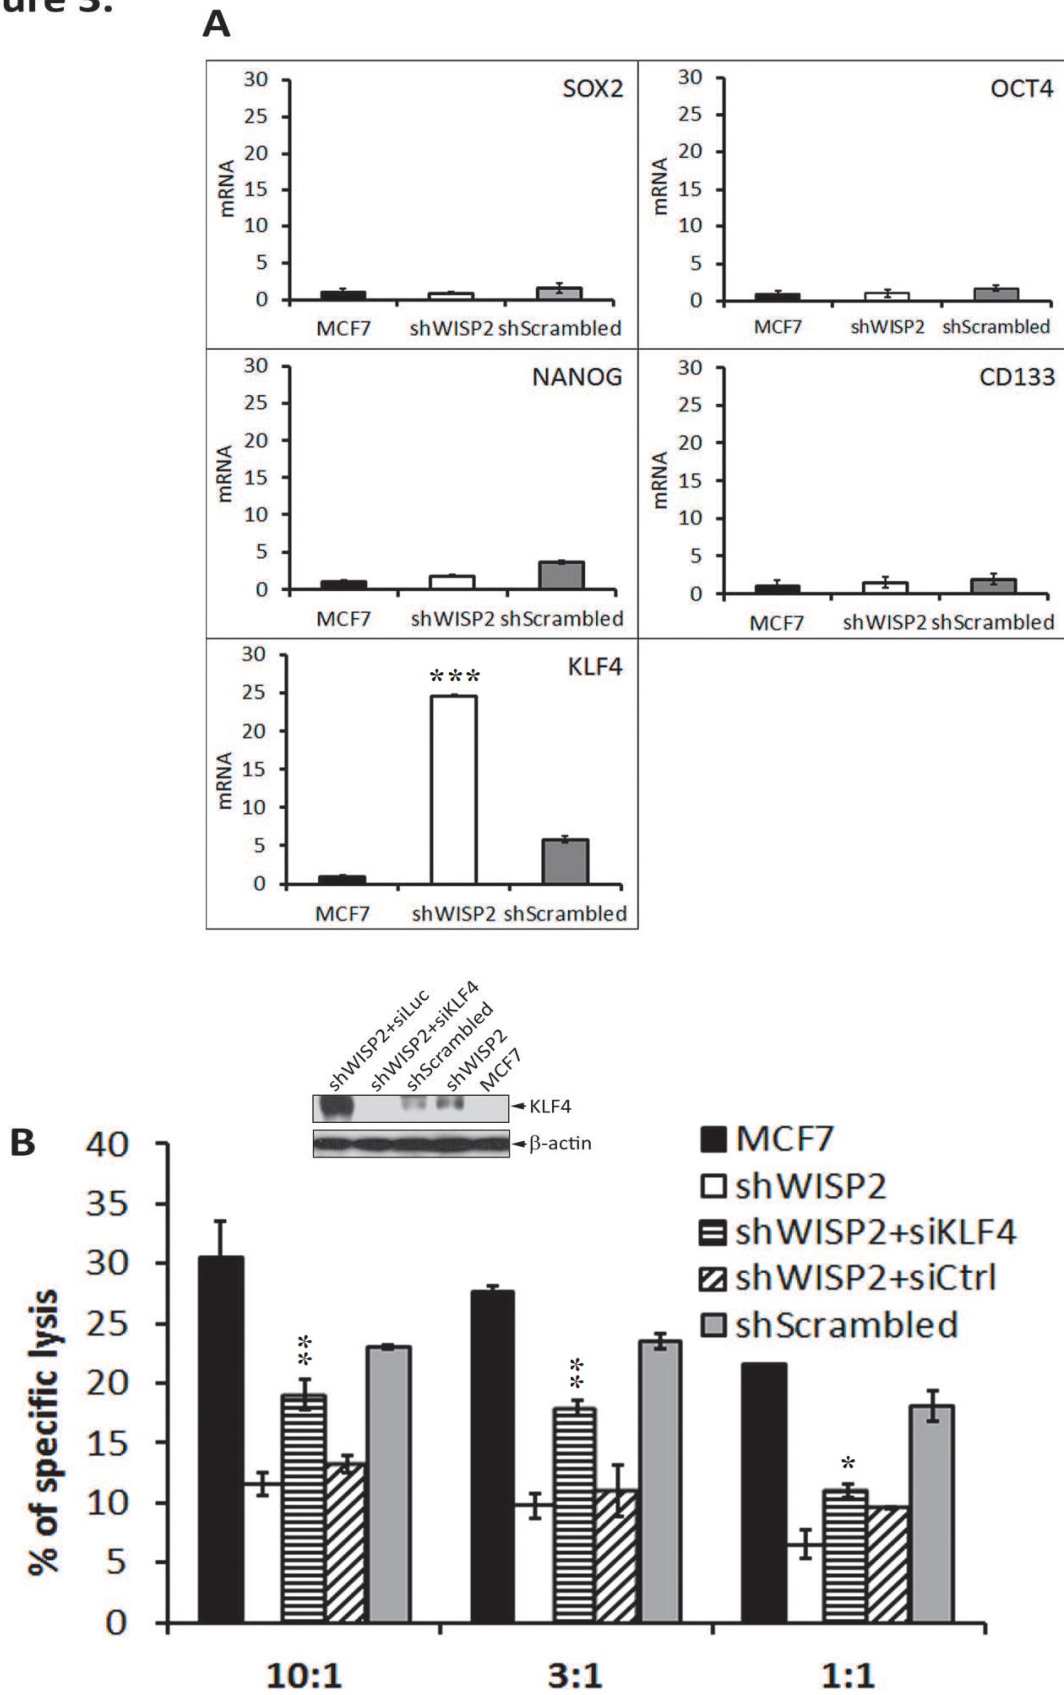 ure 3.
A
30
25
20
15
10
5
0
mRNA
SOX2
MCF7 shWISP2 shScrambled
30
25
20
15
10
5
0
mRNA
OCT4
MCF7 shWISP2 shScrambled
30
25
20
15
10
5
0
mRNA
NANOG
MCF7 shWISP2 shScrambled
30
25
20
15
10
5
0
mRNA
CD133
MCF7 shWISP2 shScrambled
30
25
20
15
10
5
0
mRNA
KLF4
***
MCF7 shWISP2 shScrambled
shWISP2+siLuc
shWISP2+siKLF4
shScrambled
shWISP2
MCF7
KLF4
β-actin
B
40
35
30
25
20
15
10
5
0
% of specific lysis
MCF7
shWISP2
shWISP2+siKLF4
shWISP2+siCtrl
shScrambled
**
**
*
10:1 3:1 1:1